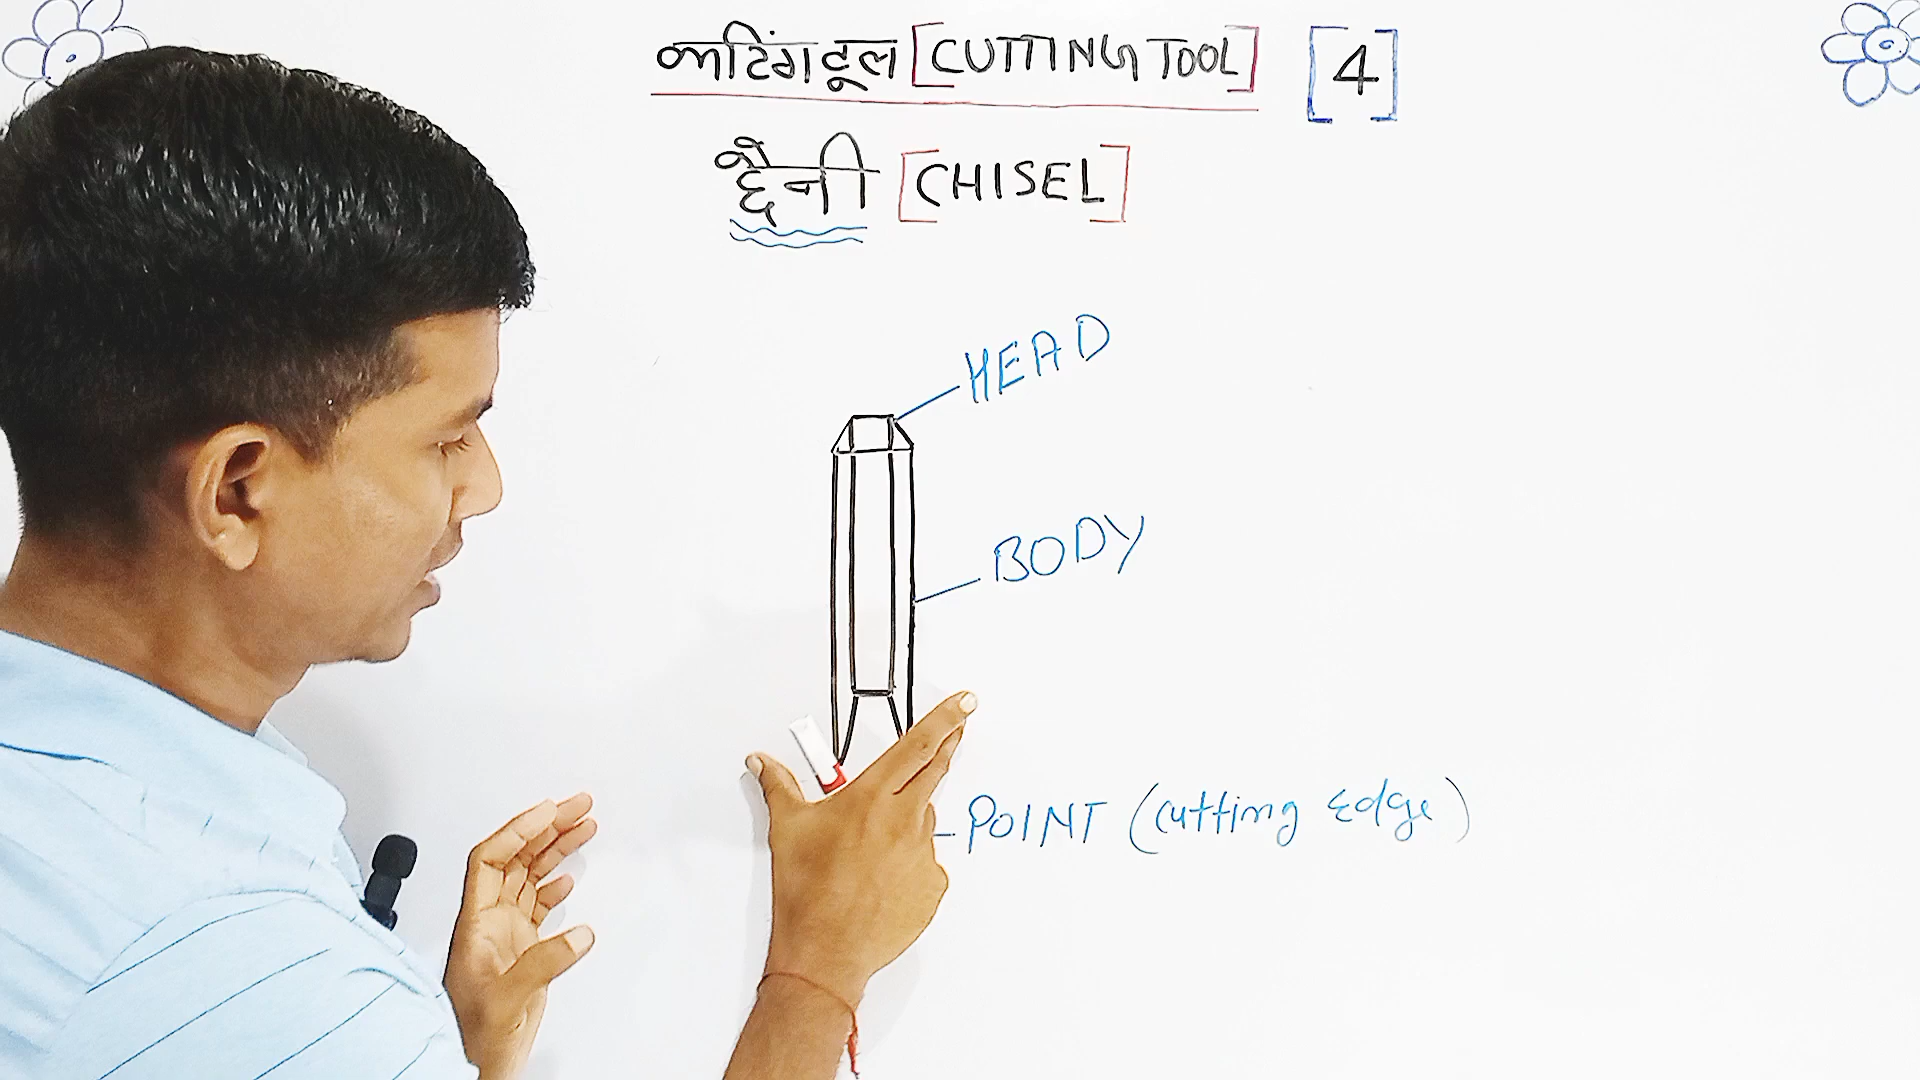 कटिंग टूल [CUTTING TOOL] [4]
छैनी [CHISEL]
HEAD
BODY
POINT (cutting edge)